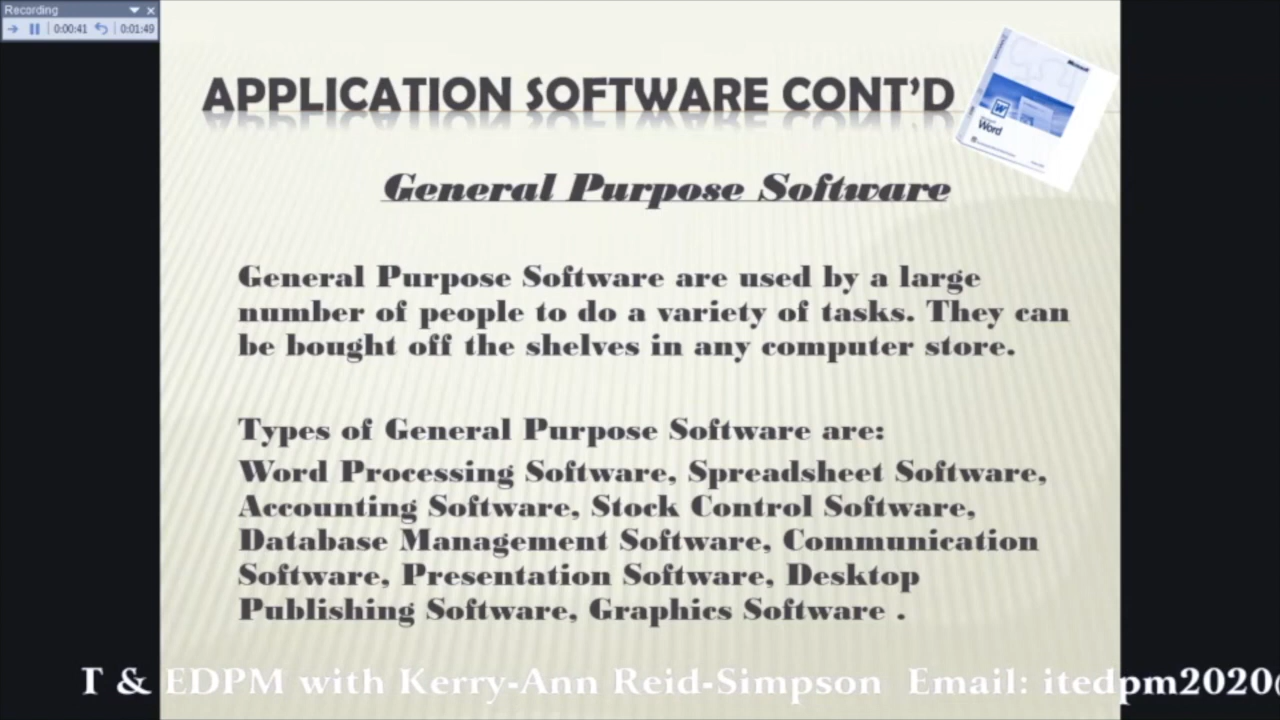 Recording
0:00:41 0:01:49
APPLICATION SOFTWARE CONT'D
Microsoft
Word
General Purpose Software
General Purpose Software are used by a large
number of people to do a variety of tasks. They can
be bought off the shelves in any computer store.
Types of General Purpose Software are:
Word Processing Software, Spreadsheet Software,
Accounting Software, Stock Control Software,
Database Management Software, Communication
Software, Presentation Software, Desktop
Publishing Software, Graphics Software .
T & EDPM with Kerry-Ann Reid-Simpson Email: itedpm2020@